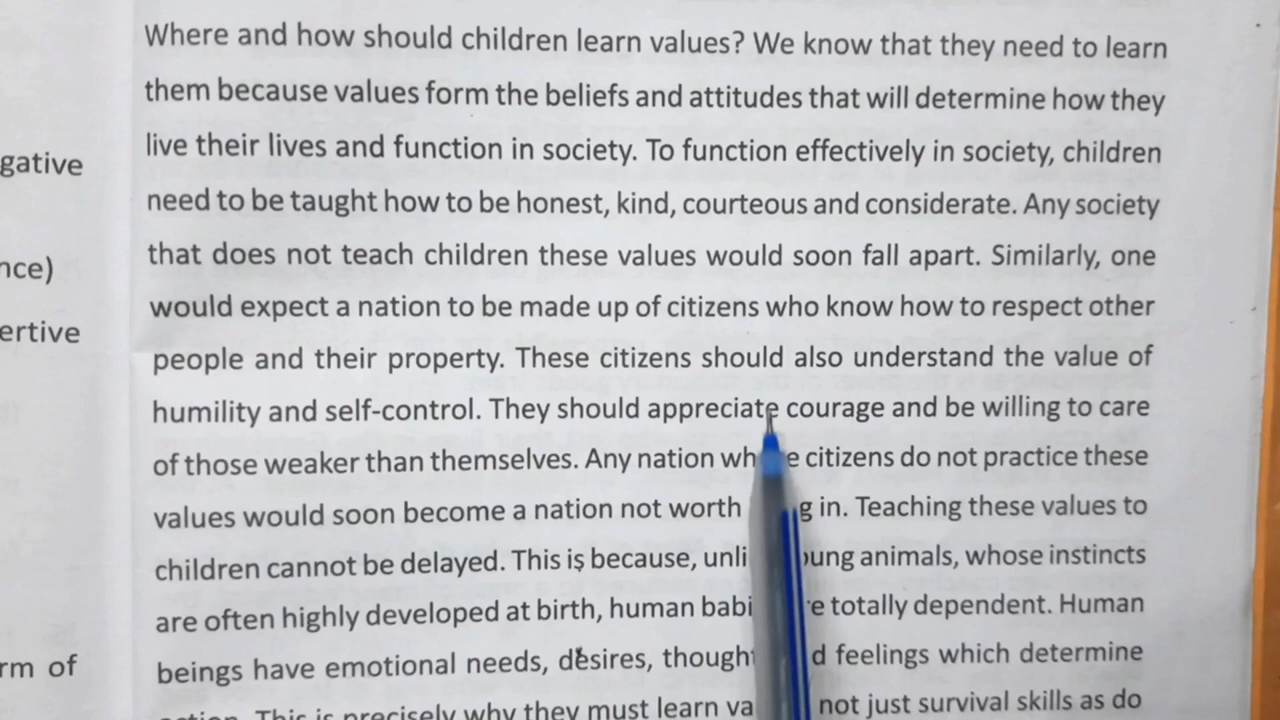 Where and how should children learn values? We know that they need to learn
them because values form the beliefs and attitudes that will determine how they
gative live their lives and function in society. To function effectively in society, children
need to be taught how to be honest, kind, courteous and considerate. Any society
nce) that does not teach children these values would soon fall apart. Similarly, one
would expect a nation to be made up of citizens who know how to respect other
ertive people and their property. These citizens should also understand the value of
humility and self-control. They should appreciate courage and be willing to care
of those weaker than themselves. Any nation citizens do not practice these
values would soon become a nation not worth in. Teaching these values to
children cannot be delayed. This is because, animals, whose instincts
are often highly developed at birth, human totally dependent. Human
rm of beings have emotional needs, desires, feelings which determine
This is precisely why they must learn not just survival skills as do